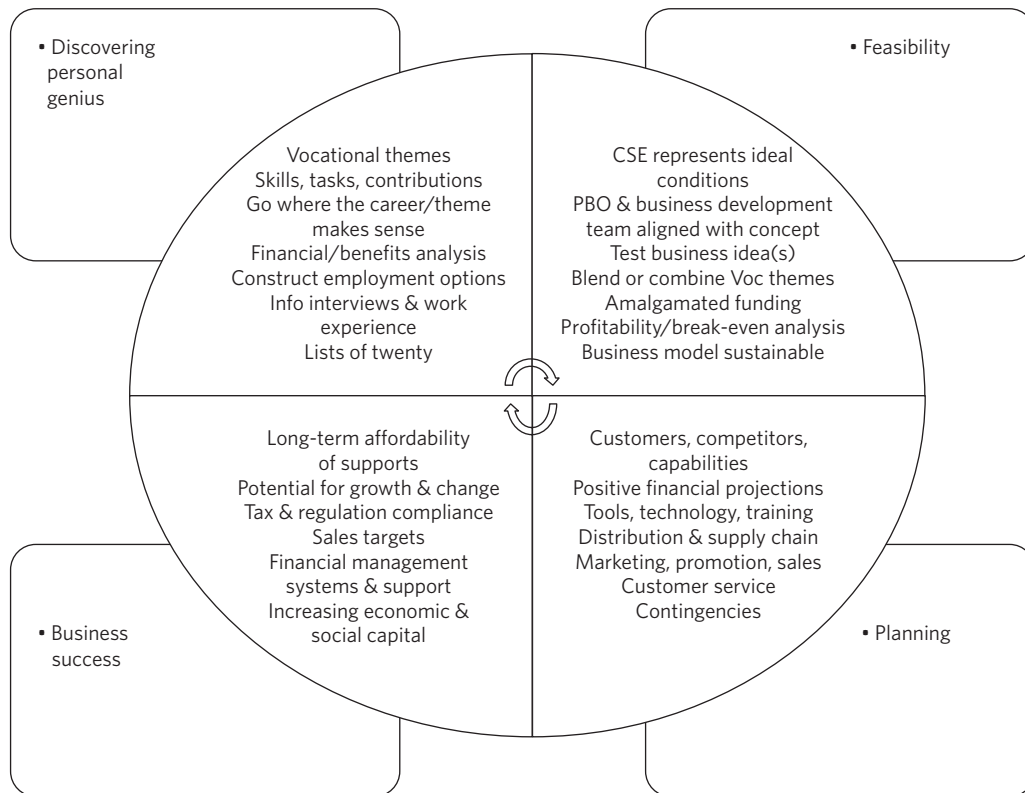 • Discovering
personal
genius
• Feasibility
Vocational themes
Skills, tasks, contributions
Go where the career/theme
makes sense
Financial/benefits analysis
Construct employment options
Info interviews & work
experience
Lists of twenty
CSE represents ideal
conditions
PBO & business development
team aligned with concept
Test business idea(s)
Blend or combine Voc themes
Amalgamated funding
Profitability/break-even analysis
Business model sustainable
Long-term affordability
of supports
Potential for growth & change
Tax & regulation compliance
Sales targets
Financial management
systems & support
Increasing economic &
social capital
Customers, competitors,
capabilities
Positive financial projections
Tools, technology, training
Distribution & supply chain
Marketing, promotion, sales
Customer service
Contingencies
• Business
success
• Planning